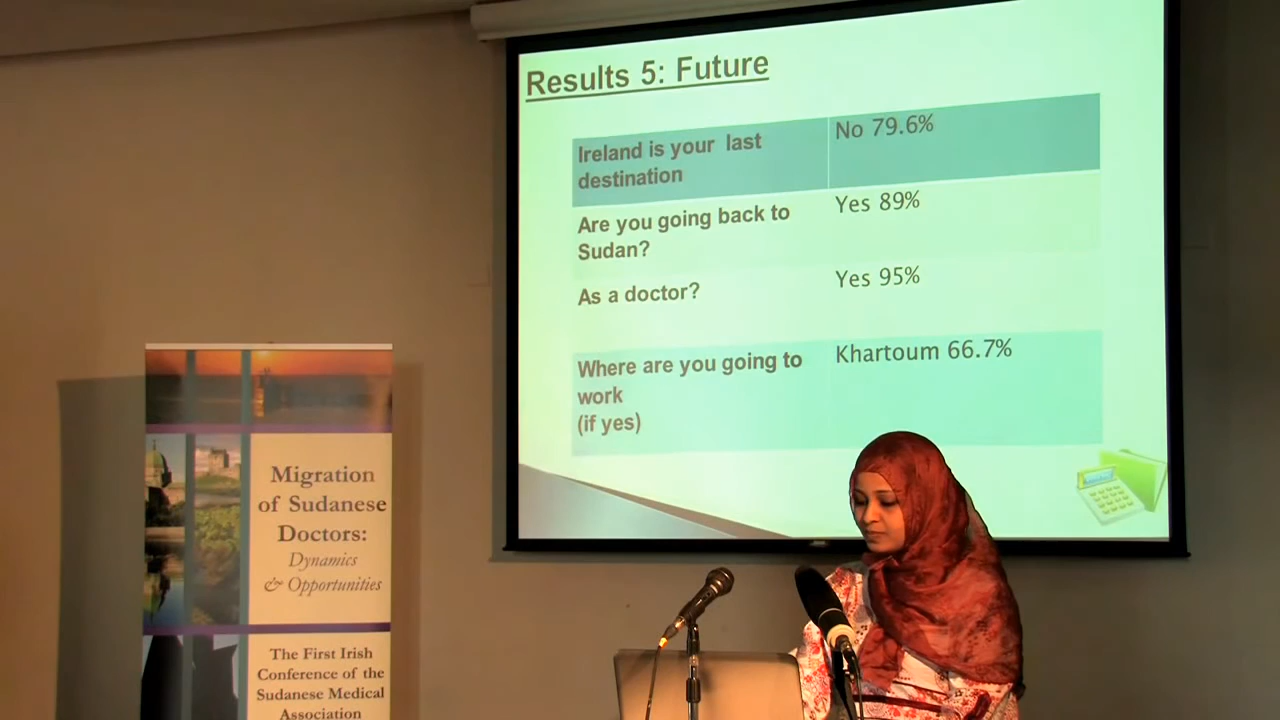 Results 5: Future
Ireland is your last
destination
No 79.6%
Are you going back to
Sudan?
Yes 89%
As a doctor?
Yes 95%
Where are you going to
work
(if yes)
Khartoum 66.7%
Migration
of Sudanese
Doctors:
Dynamics
& Opportunities
The First Irish
Conference of the
Sudanese Medical
Association